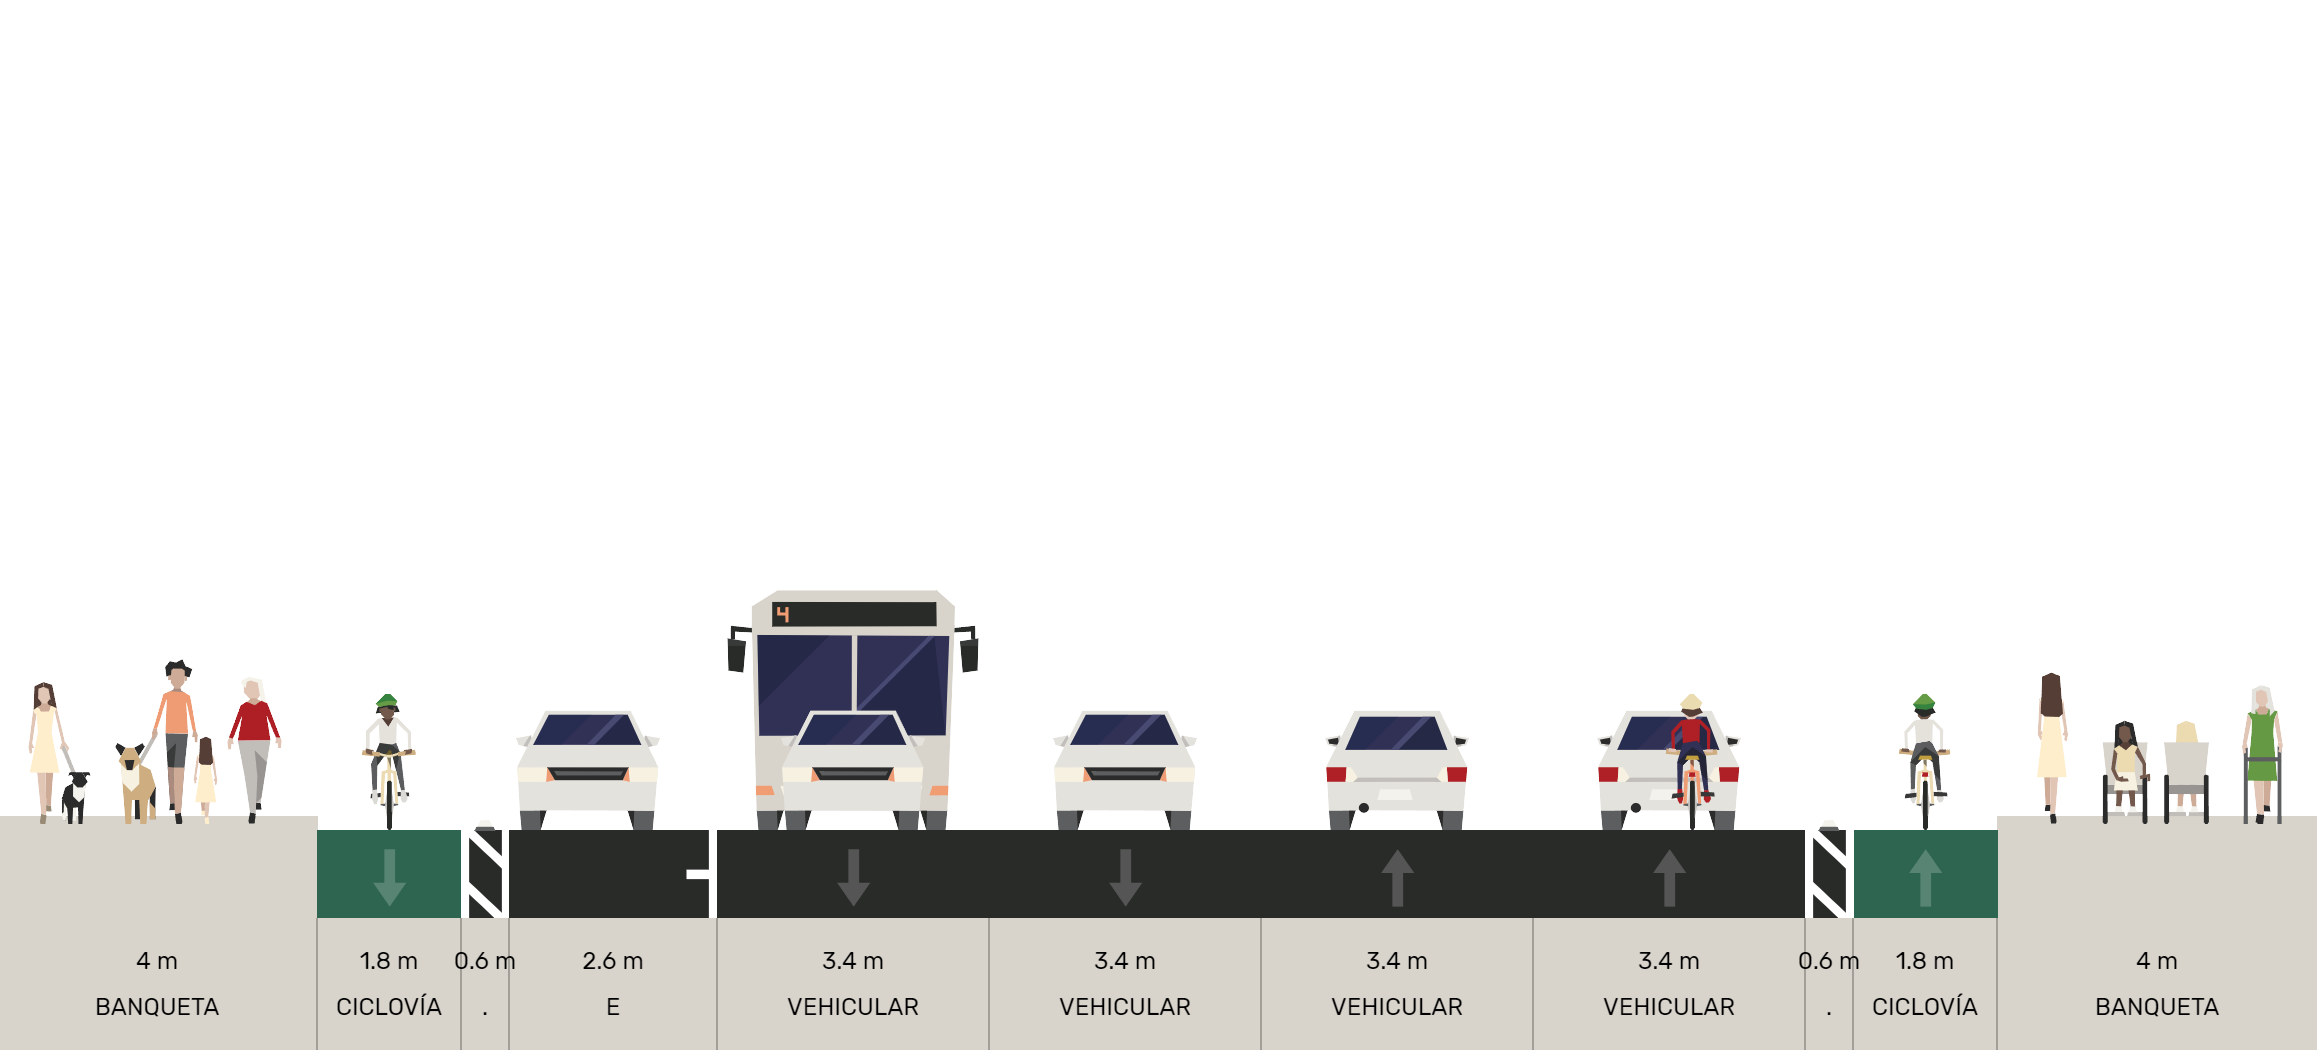 4
4 m 1.8 m 0.6 m 2.6 m 3.4 m 3.4 m 3.4 m 3.4 m 0.6 m 1.8 m 4 m
BANQUETA CICLOVÍA . E VEHICULAR VEHICULAR VEHICULAR VEHICULAR . CICLOVÍA BANQUETA